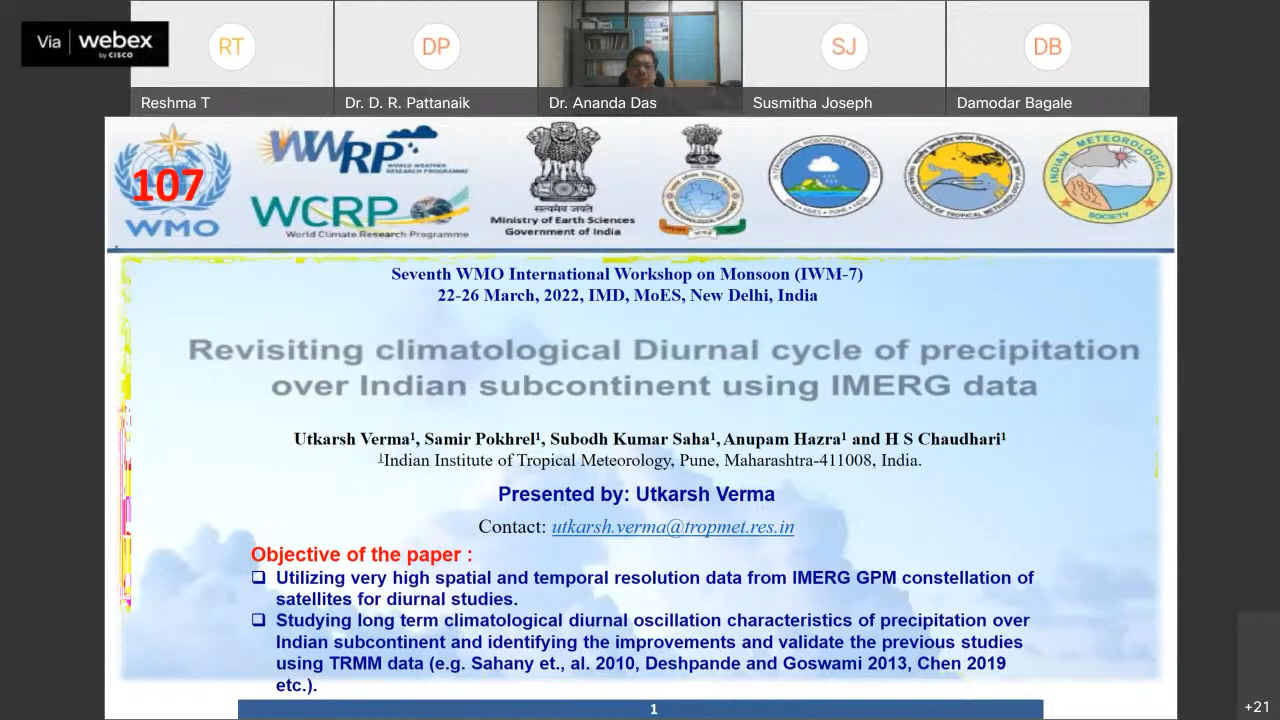 Via webex
by CISCO
RT
DP
SJ
DB
Reshma T
Dr. D. R. Pattanaik
Dr. Ananda Das
Susmitha Joseph
Damodar Bagale
107
WMO
WWRP
WORLD WEATHER
RESEARCH PROGRAMME
WCRP
World Climate Research Programme
सत्यमेव जयते
Ministry of Earth Sciences
Government of India
INDIAN METEOROLOGICAL
SOCIETY
Seventh WMO International Workshop on Monsoon (IWM-7)
22-26 March, 2022, IMD, MoES, New Delhi, India
Revisiting climatological Diurnal cycle of precipitation
over Indian subcontinent using IMERG data
Utkarsh Verma¹, Samir Pokhrel¹, Subodh Kumar Saha¹, Anupam Hazra¹ and H S Chaudhari¹
¹Indian Institute of Tropical Meteorology, Pune, Maharashtra-411008, India.
Presented by: Utkarsh Verma
Contact: utkarsh.verma@tropmet.res.in
Objective of the paper :
❑ Utilizing very high spatial and temporal resolution data from IMERG GPM constellation of
satellites for diurnal studies.
❑ Studying long term climatological diurnal oscillation characteristics of precipitation over
Indian subcontinent and identifying the improvements and validate the previous studies
using TRMM data (e.g. Sahany et., al. 2010, Deshpande and Goswami 2013, Chen 2019
etc.).
1
+21